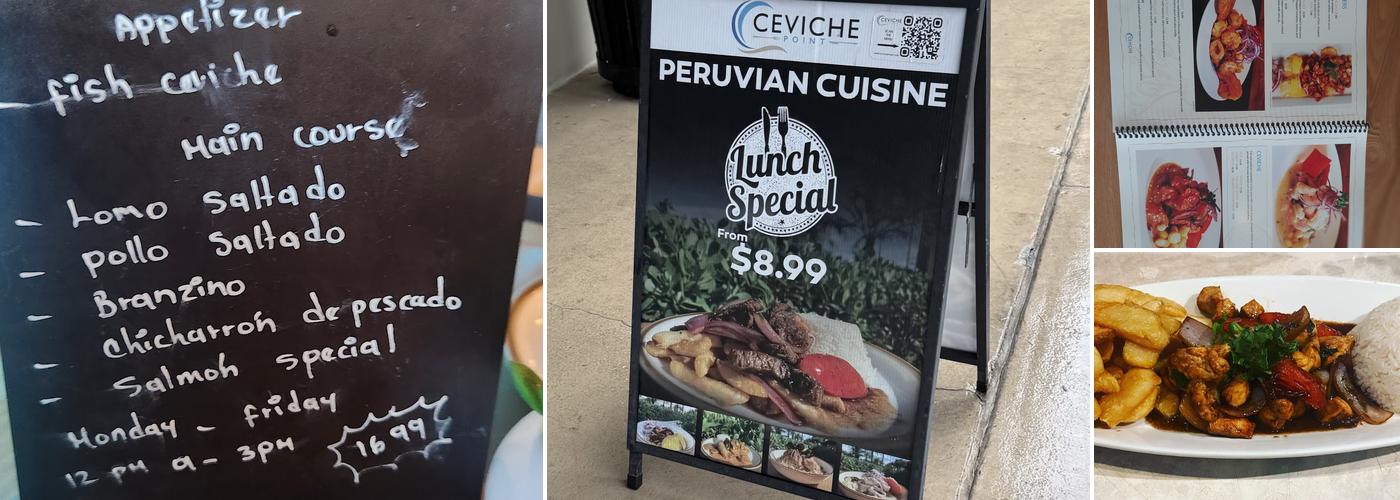 Appetizer
fish ceviche
Main course
- Lomo saltado
- pollo saltado
- Branzino
- chicharron de pescado
- Salmon special
Monday - friday
12 PM a - 3PM
16 99
CEVICHE
POINT
PERUVIAN CUISINE
Lunch
Special
From
$8.99
CEVICHE